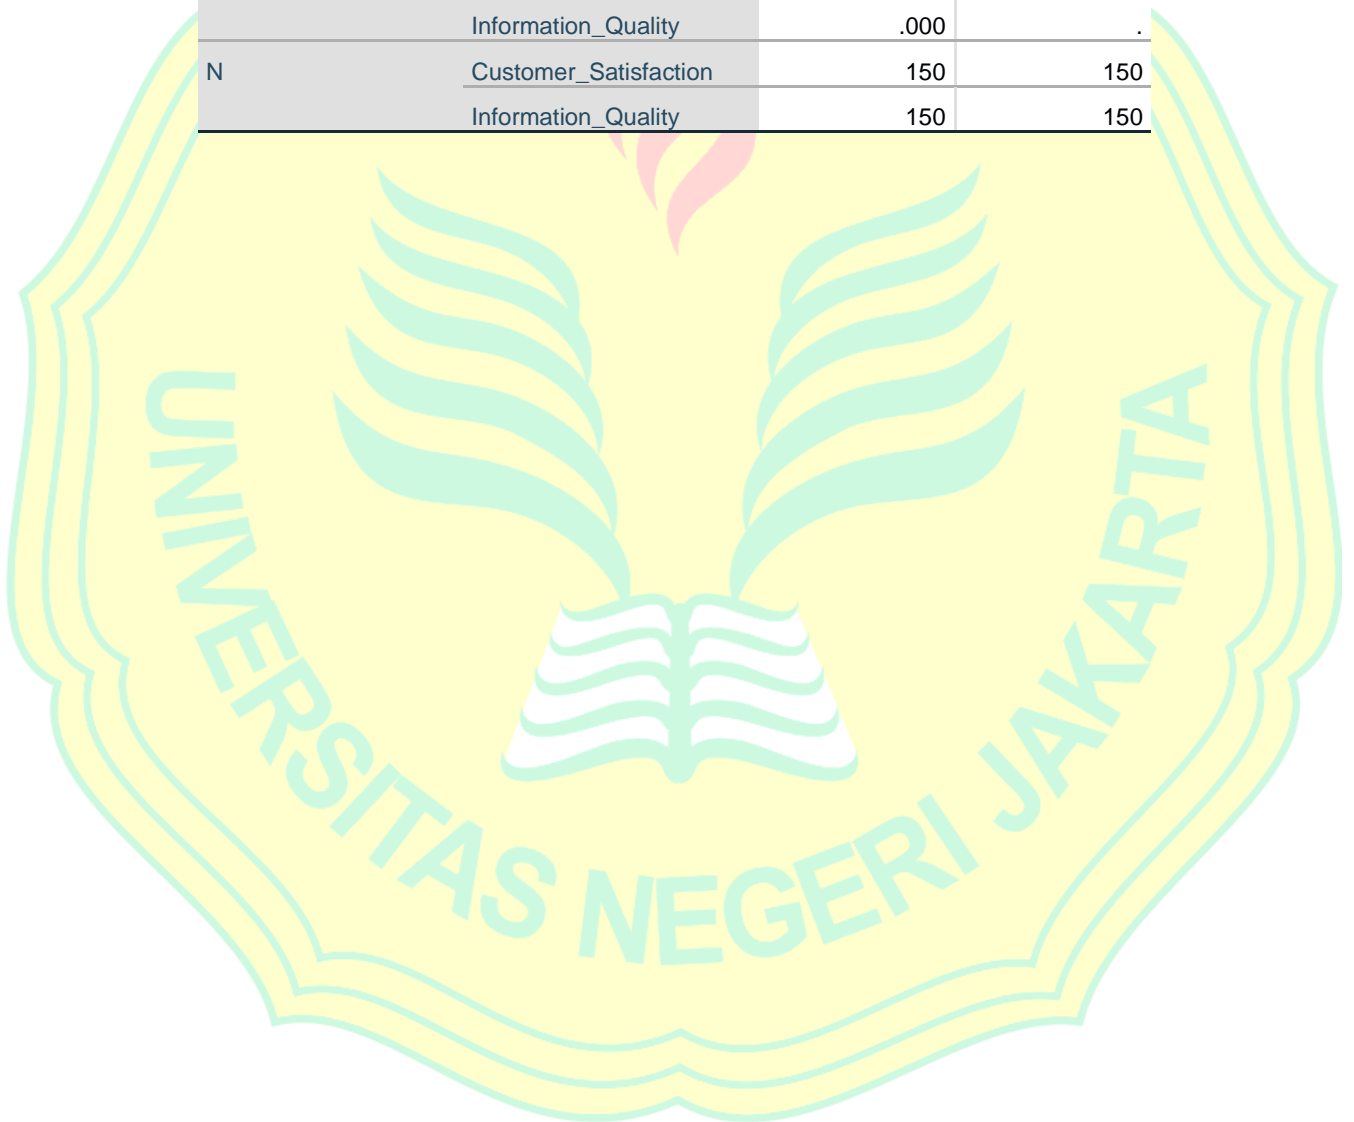 Information_Quality .000 .
N Customer_Satisfaction 150 150
Information_Quality 150 150
UNIVERSITAS NEGERI JAKARTA